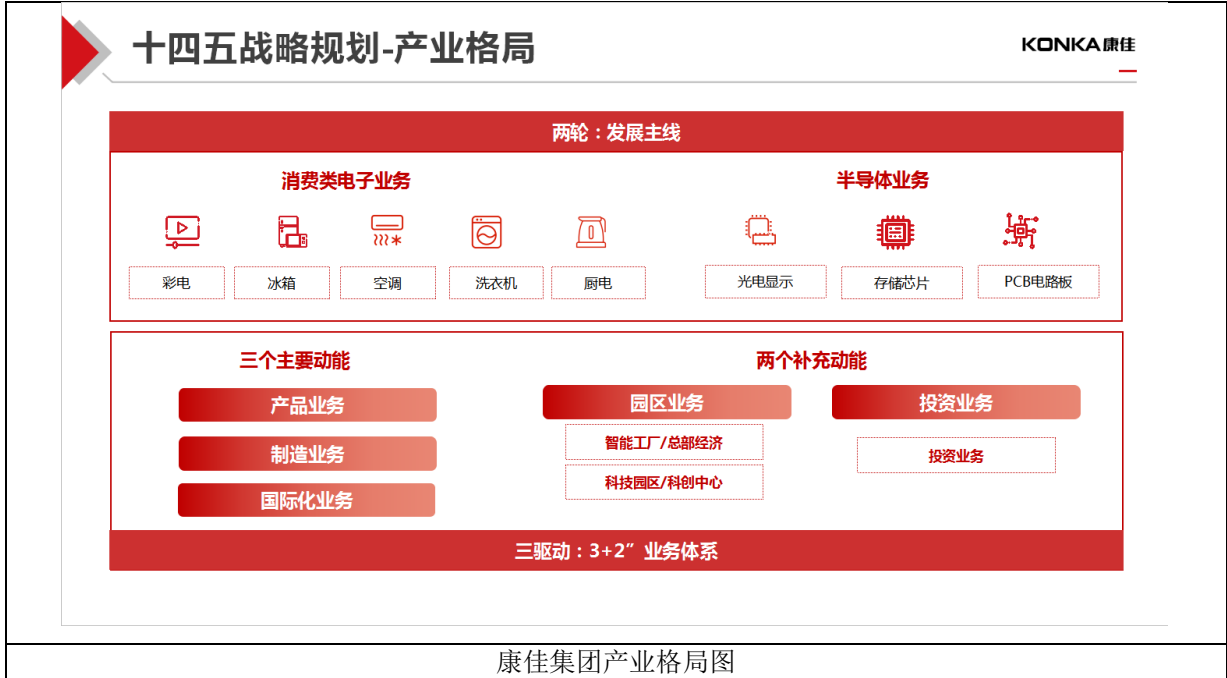 十四五战略规划-产业格局
KONKA康佳
两轮：发展主线
消费类电子业务
半导体业务
彩电
冰箱
空调
洗衣机
厨电
光电显示
存储芯片
PCB电路板
三个主要动能
两个补充动能
产品业务
制造业务
国际化业务
园区业务
智能工厂/总部经济
科技园区/科创中心
投资业务
投资业务
三驱动：3+2”业务体系
康佳集团产业格局图